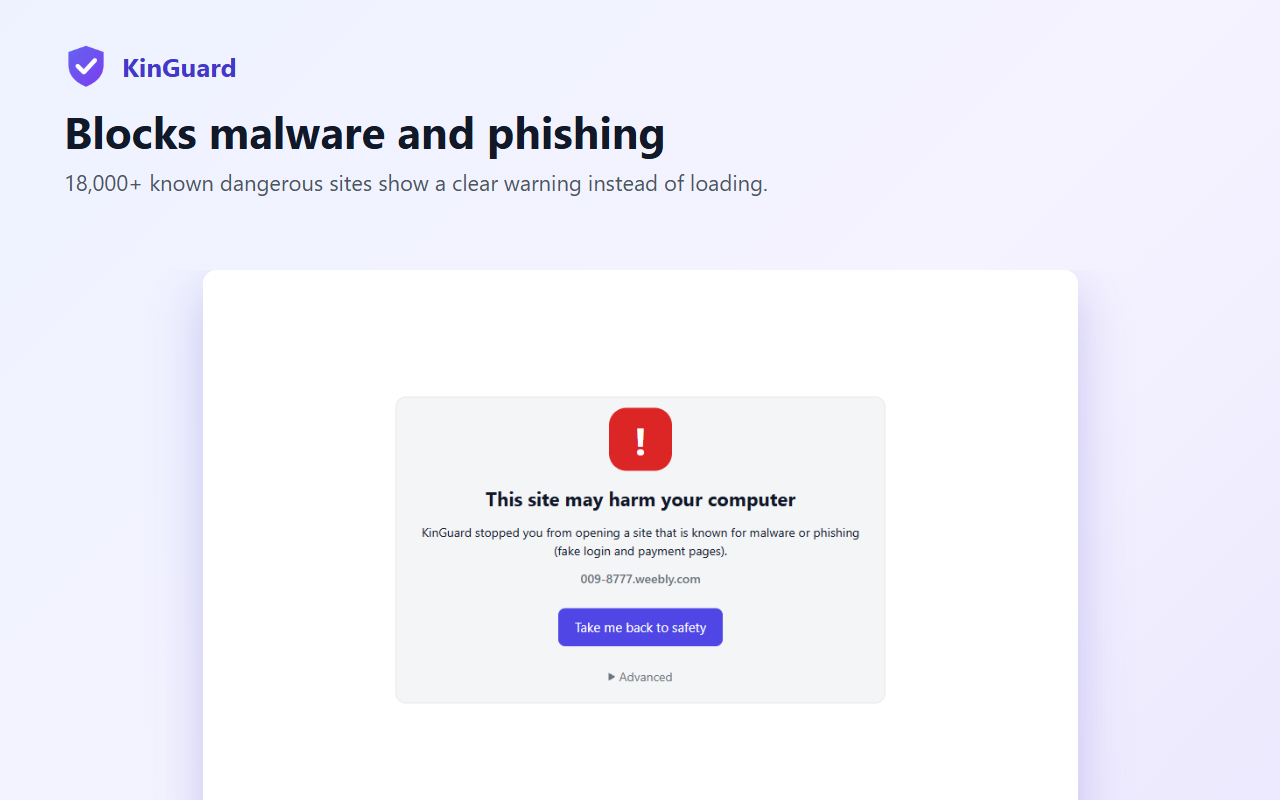 KinGuard
Blocks malware and phishing
18,000+ known dangerous sites show a clear warning instead of loading.
!
This site may harm your computer
KinGuard stopped you from opening a site that is known for malware or phishing
(fake login and payment pages).
009-8777.weebly.com
Take me back to safety
Advanced